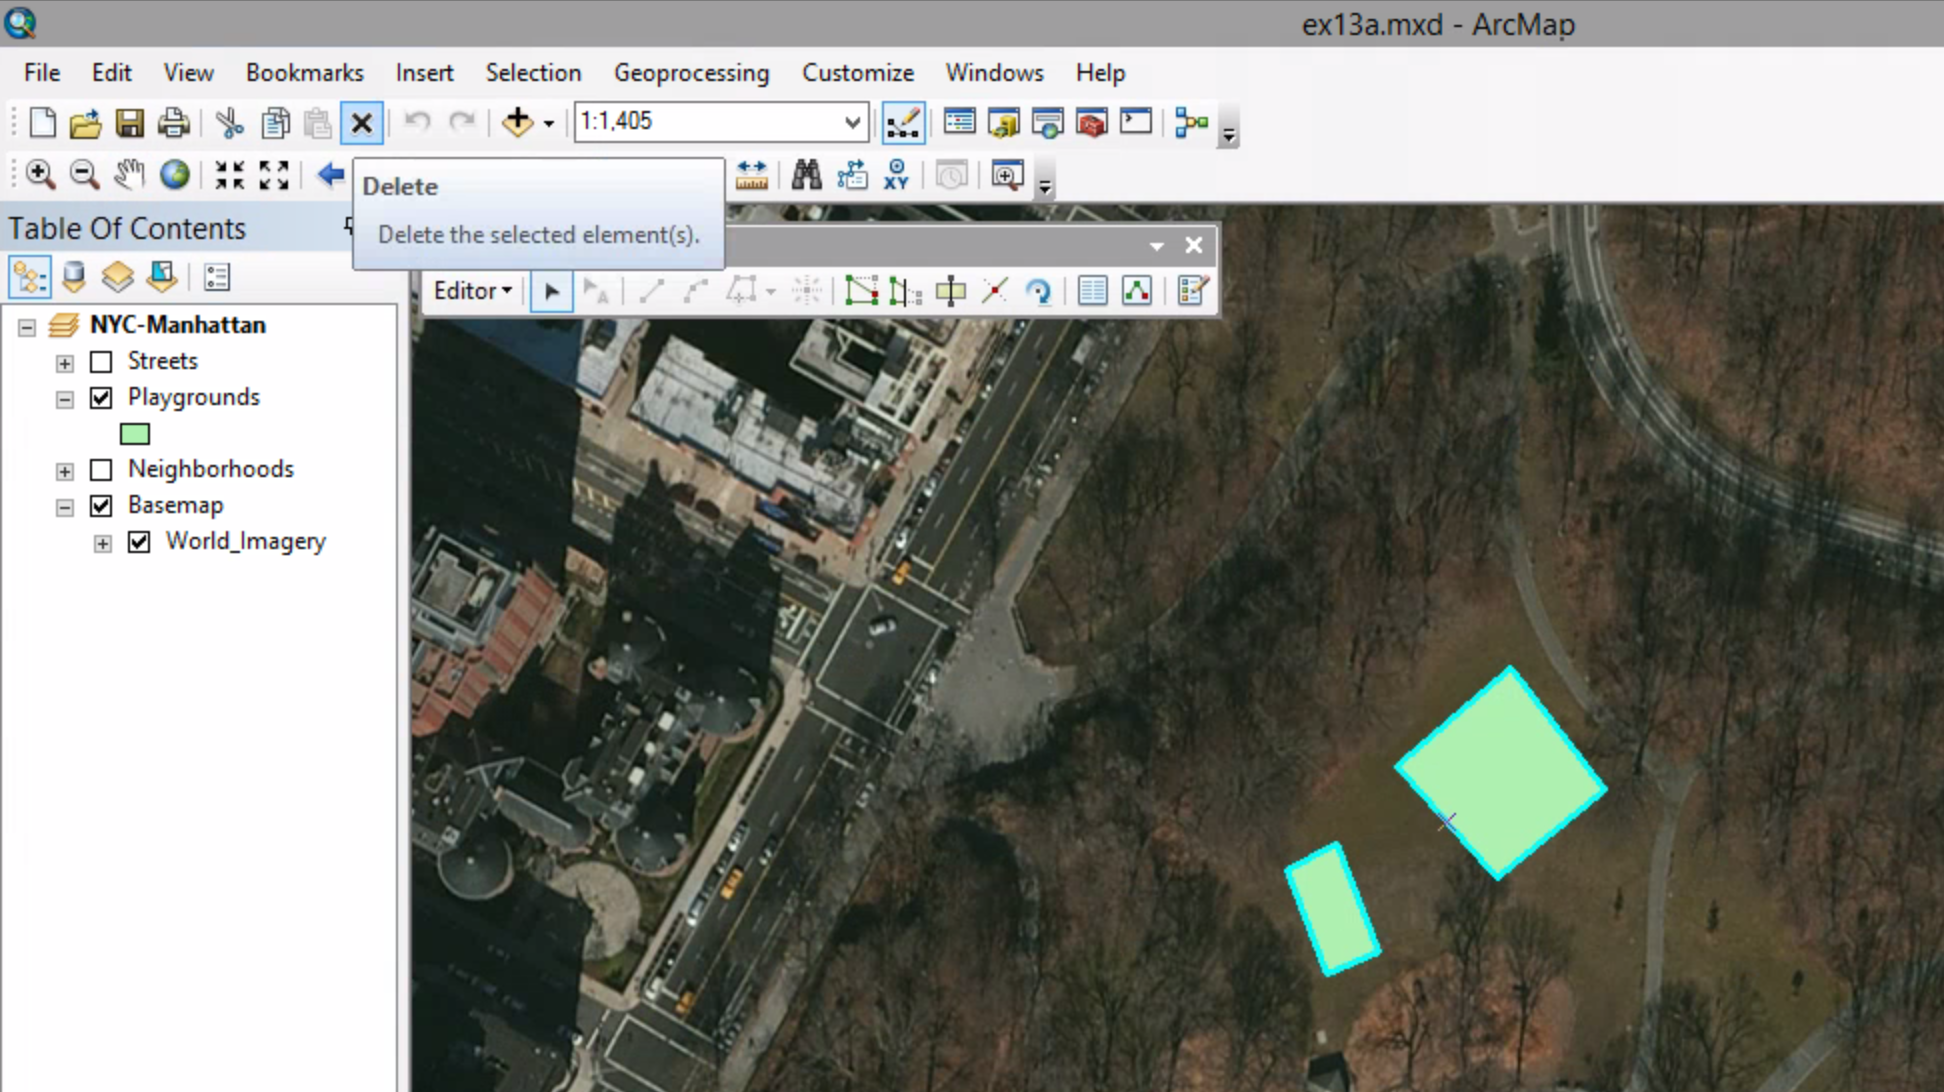 ex13a.mxd - ArcMap
File Edit View Bookmarks Insert Selection Geoprocessing Customize Windows Help
1:1,405
XY
Delete
Delete the selected element(s).
Table Of Contents
Editor
A
NYC-Manhattan
Streets
Playgrounds
Neighborhoods
Basemap
World_Imagery